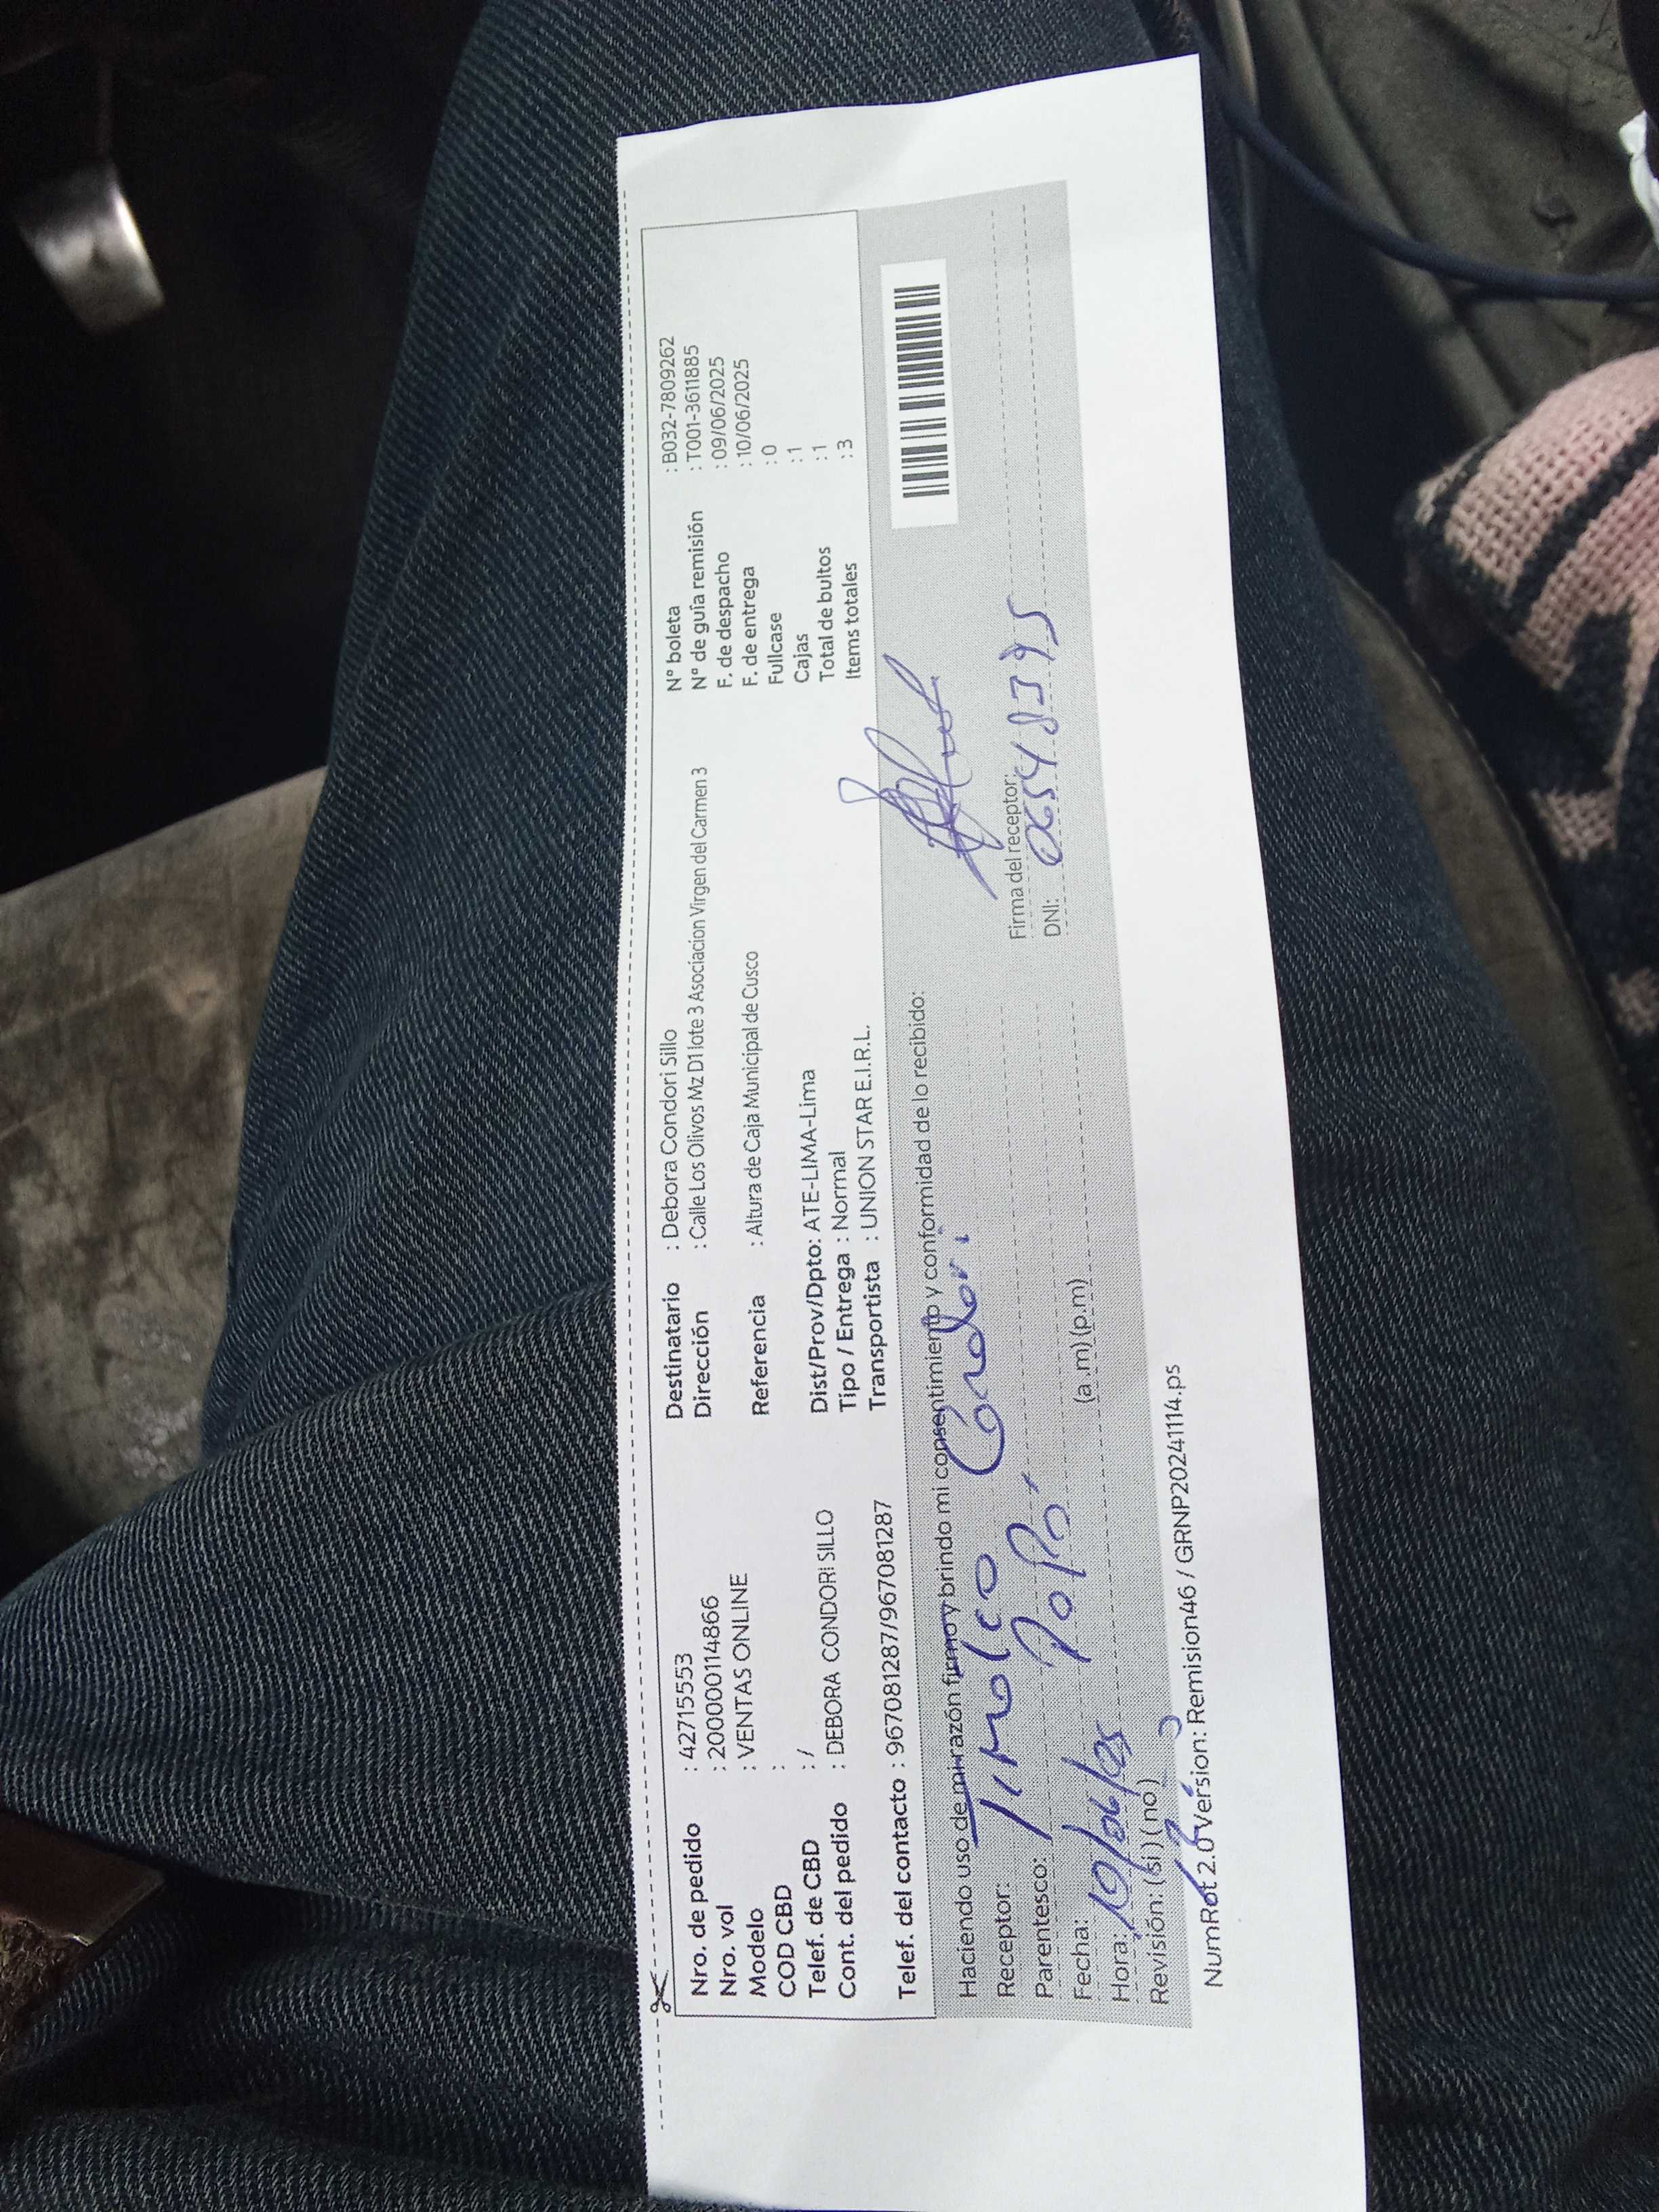 Nro. de pedido : 42715553
Nro. vol : 2000001114866
Modelo : VENTAS ONLINE
COD CBD :
Telef. de CBD : /
Cont. del pedido : DEBORA CONDORI SILLO
Telef. del contacto : 967081287/967081287
Destinatario : Debora Condori Sillo
Dirección : Calle Los Olivos Mz D1 lote 3 Asociacion Virgen del Carmen 3
Referencia : Altura de Caja Municipal de Cusco
Dist/Prov/Dpto: ATE-LIMA-Lima
Tipo / Entrega : Normal
Transportista : UNION STAR E.I.R.L.
N° boleta : B032-7809262
N° de guía remisión : T001-3611885
F. de despacho : 09/06/2025
F. de entrega : 10/06/2025
Fullcase : 0
Cajas : 1
Total de bultos : 1
Items totales : 3
Haciendo uso de mi razón firmo y brindo mi consentimiento y conformidad de lo recibido:
Receptor: Timoteo Condori
Parentesco: Papá
Fecha: 10/06/25
Hora: (a.m) (p.m)
Revisión: (si) (no)
Firma del receptor:
DNI:
NumRot 2.0 Version: Remision46 / GRNP20241114.ps